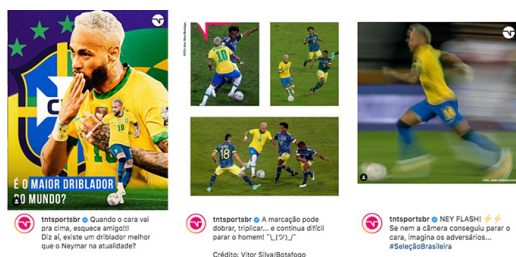 É O MAIOR DRIBLADOR
DO MUNDO?
tntsportsbr Quando o cara vai
pra cima, esquece amigo!!!
Diz aí, existe um driblador melhor
que o Neymar na atualidade?
tntsportsbr A marcação pode
dobrar, triplicar... e continua difícil
parar o homem! ¯\_(ツ)_/¯
Crédito: Vitor Silva/Botafogo
tntsportsbr NEY FLASH! ⚡⚡
Se nem a câmera conseguiu parar o
cara, imagina os adversários...
#SeleçãoBrasileira